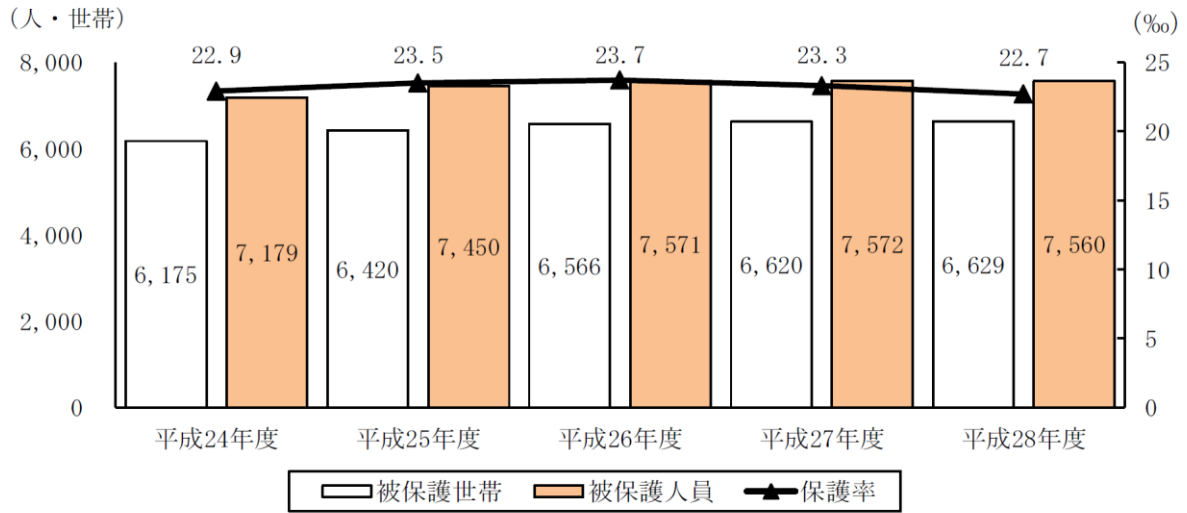 (人・世帯)
(‰)
22.9 23.5 23.7 23.3 22.7
8,000
6,000
4,000
2,000
0
25
20
15
10
5
0
6,175 7,179 6,420 7,450 6,566 7,571 6,620 7,572 6,629 7,560
平成24年度 平成25年度 平成26年度 平成27年度 平成28年度
被保護世帯 被保護人員 保護率